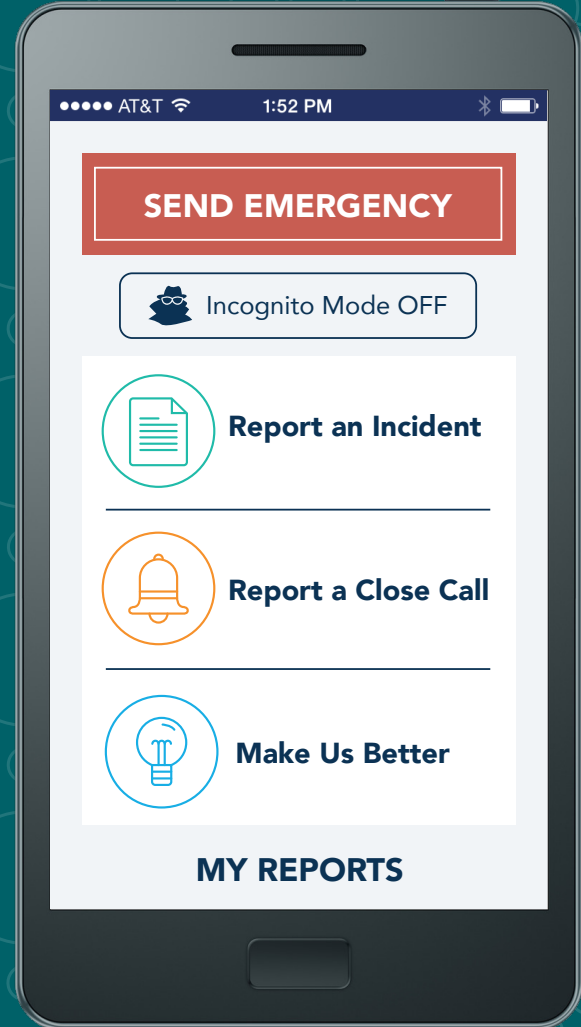 AT&T
1:52 PM
SEND EMERGENCY
Incognito Mode OFF
Report an Incident
Report a Close Call
Make Us Better
MY REPORTS